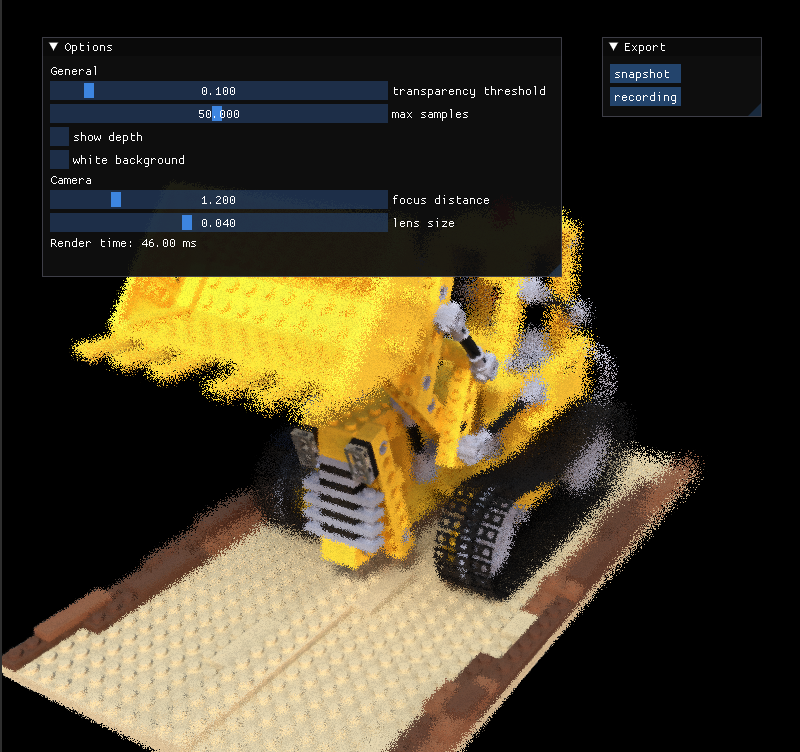 Options
General
0.100 transparency threshold
50.000 max samples
show depth
white background
Camera
1.200 focus distance
0.040 lens size
Render time: 46.00 ms
Export
snapshot
recording